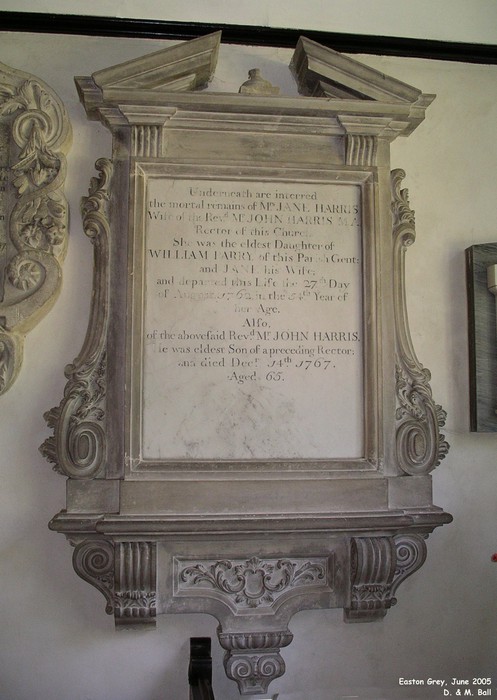 Underneath are interred
the mortal remains of Mrs JANE HARRIS
Wife of the Revd Mr JOHN HARRIS M.A.
Rector of this Church.
She was the eldest Daughter of
WILLIAM PARRY, of this Parish Gent:
and JANE his Wife;
and departed this Life the 27th Day
of August 1762 in the 54th Year of
her Age.
Also,
of the abovesaid Revd Mr JOHN HARRIS,
He was eldest Son of a preceeding Rector;
and died Decr 14th 1767.
Aged 65.
Easton Grey, June 2005
D. & M. Ball